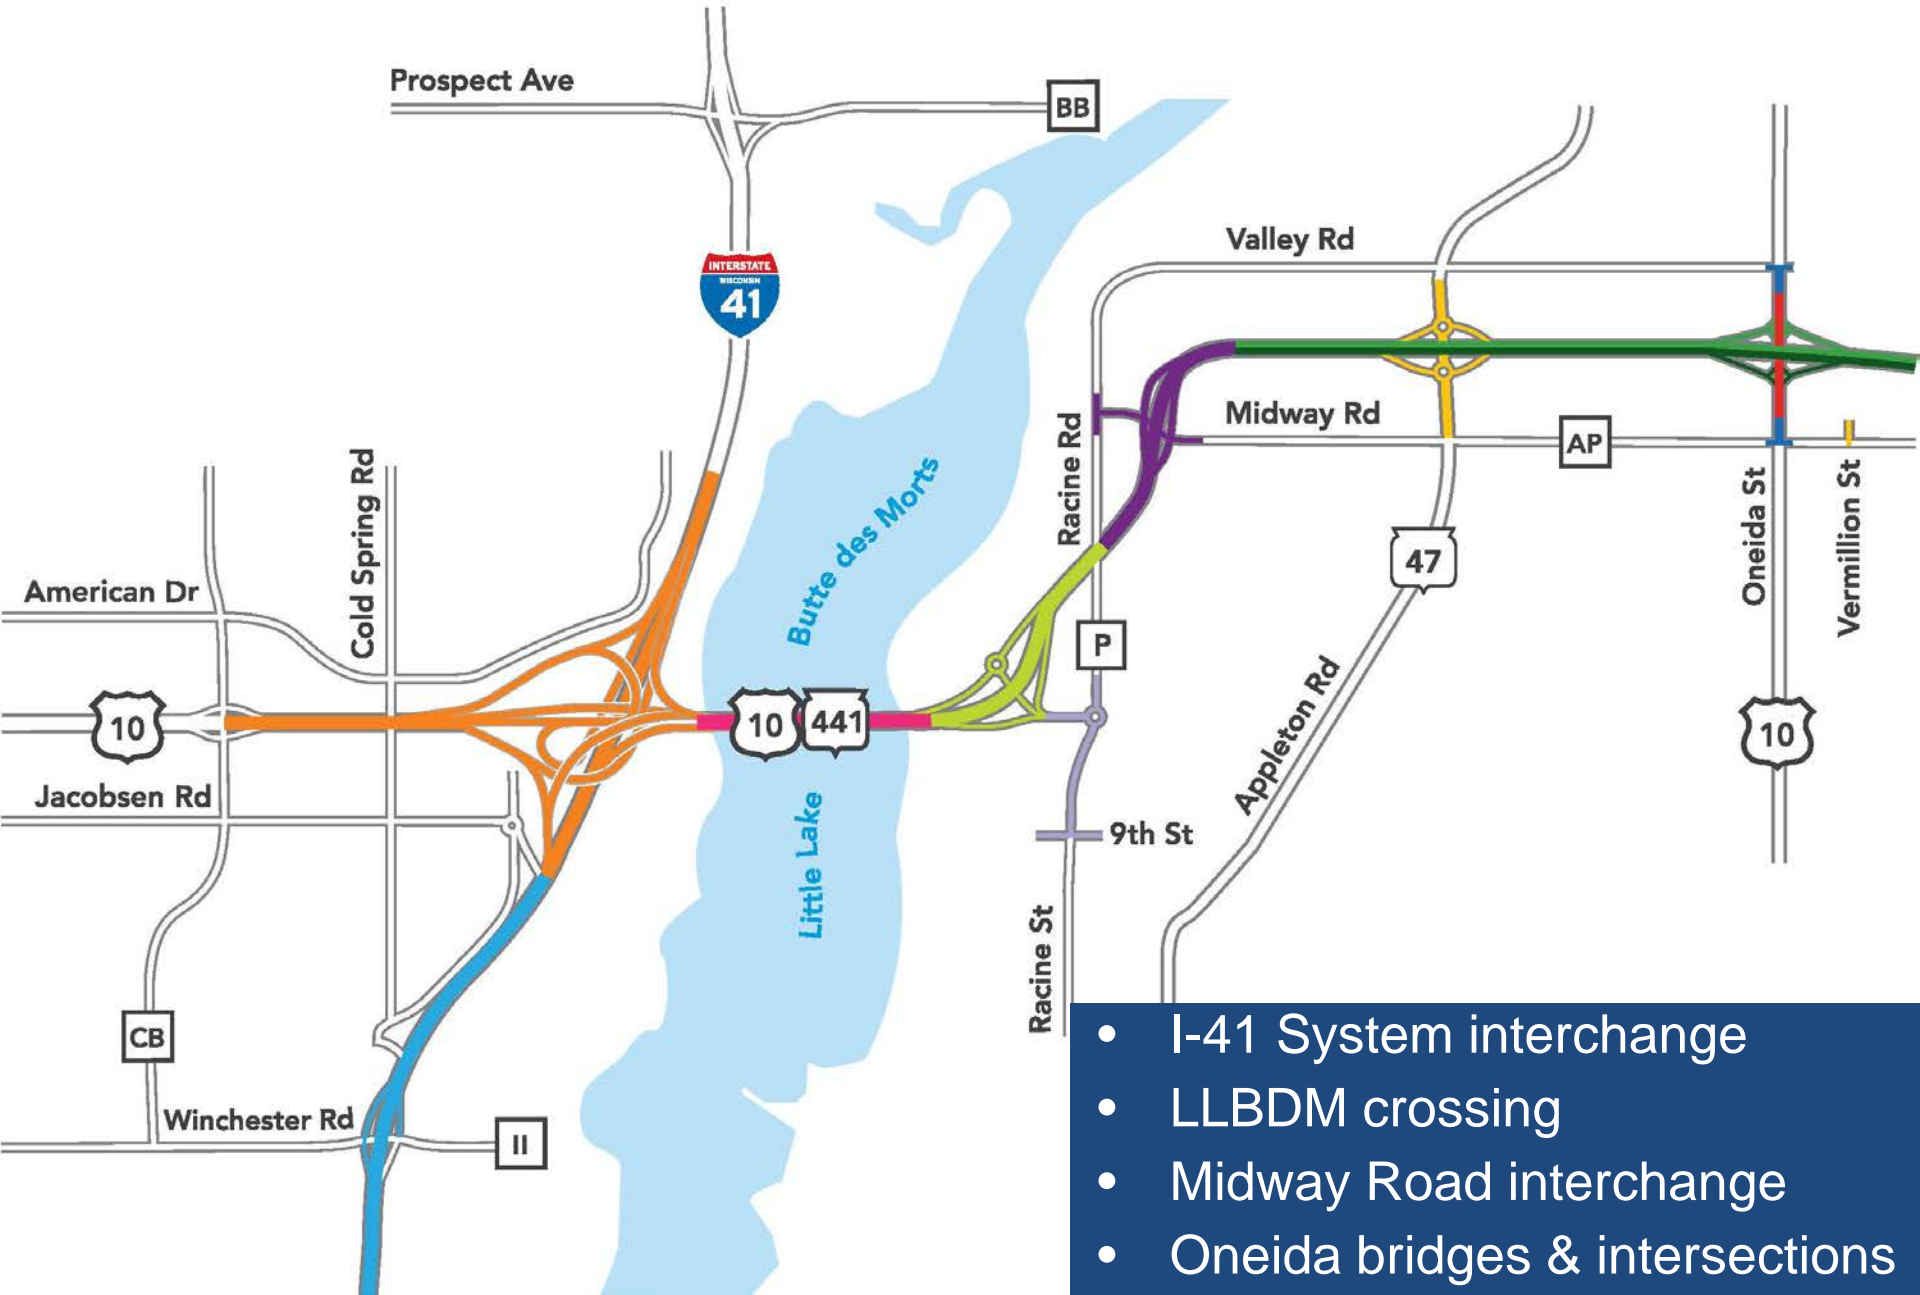 Prospect Ave
BB
INTERSTATE
WISCONSIN
41
Valley Rd
Midway Rd
AP
Racine Rd
Cold Spring Rd
Butte des Morts
Little Lake
American Dr
47
Oneida St
Vermillion St
P
10
10
441
10
Appleton Rd
Jacobsen Rd
9th St
Racine St
CB
Winchester Rd
II
• I-41 System interchange
• LLBDM crossing
• Midway Road interchange
• Oneida bridges & intersections